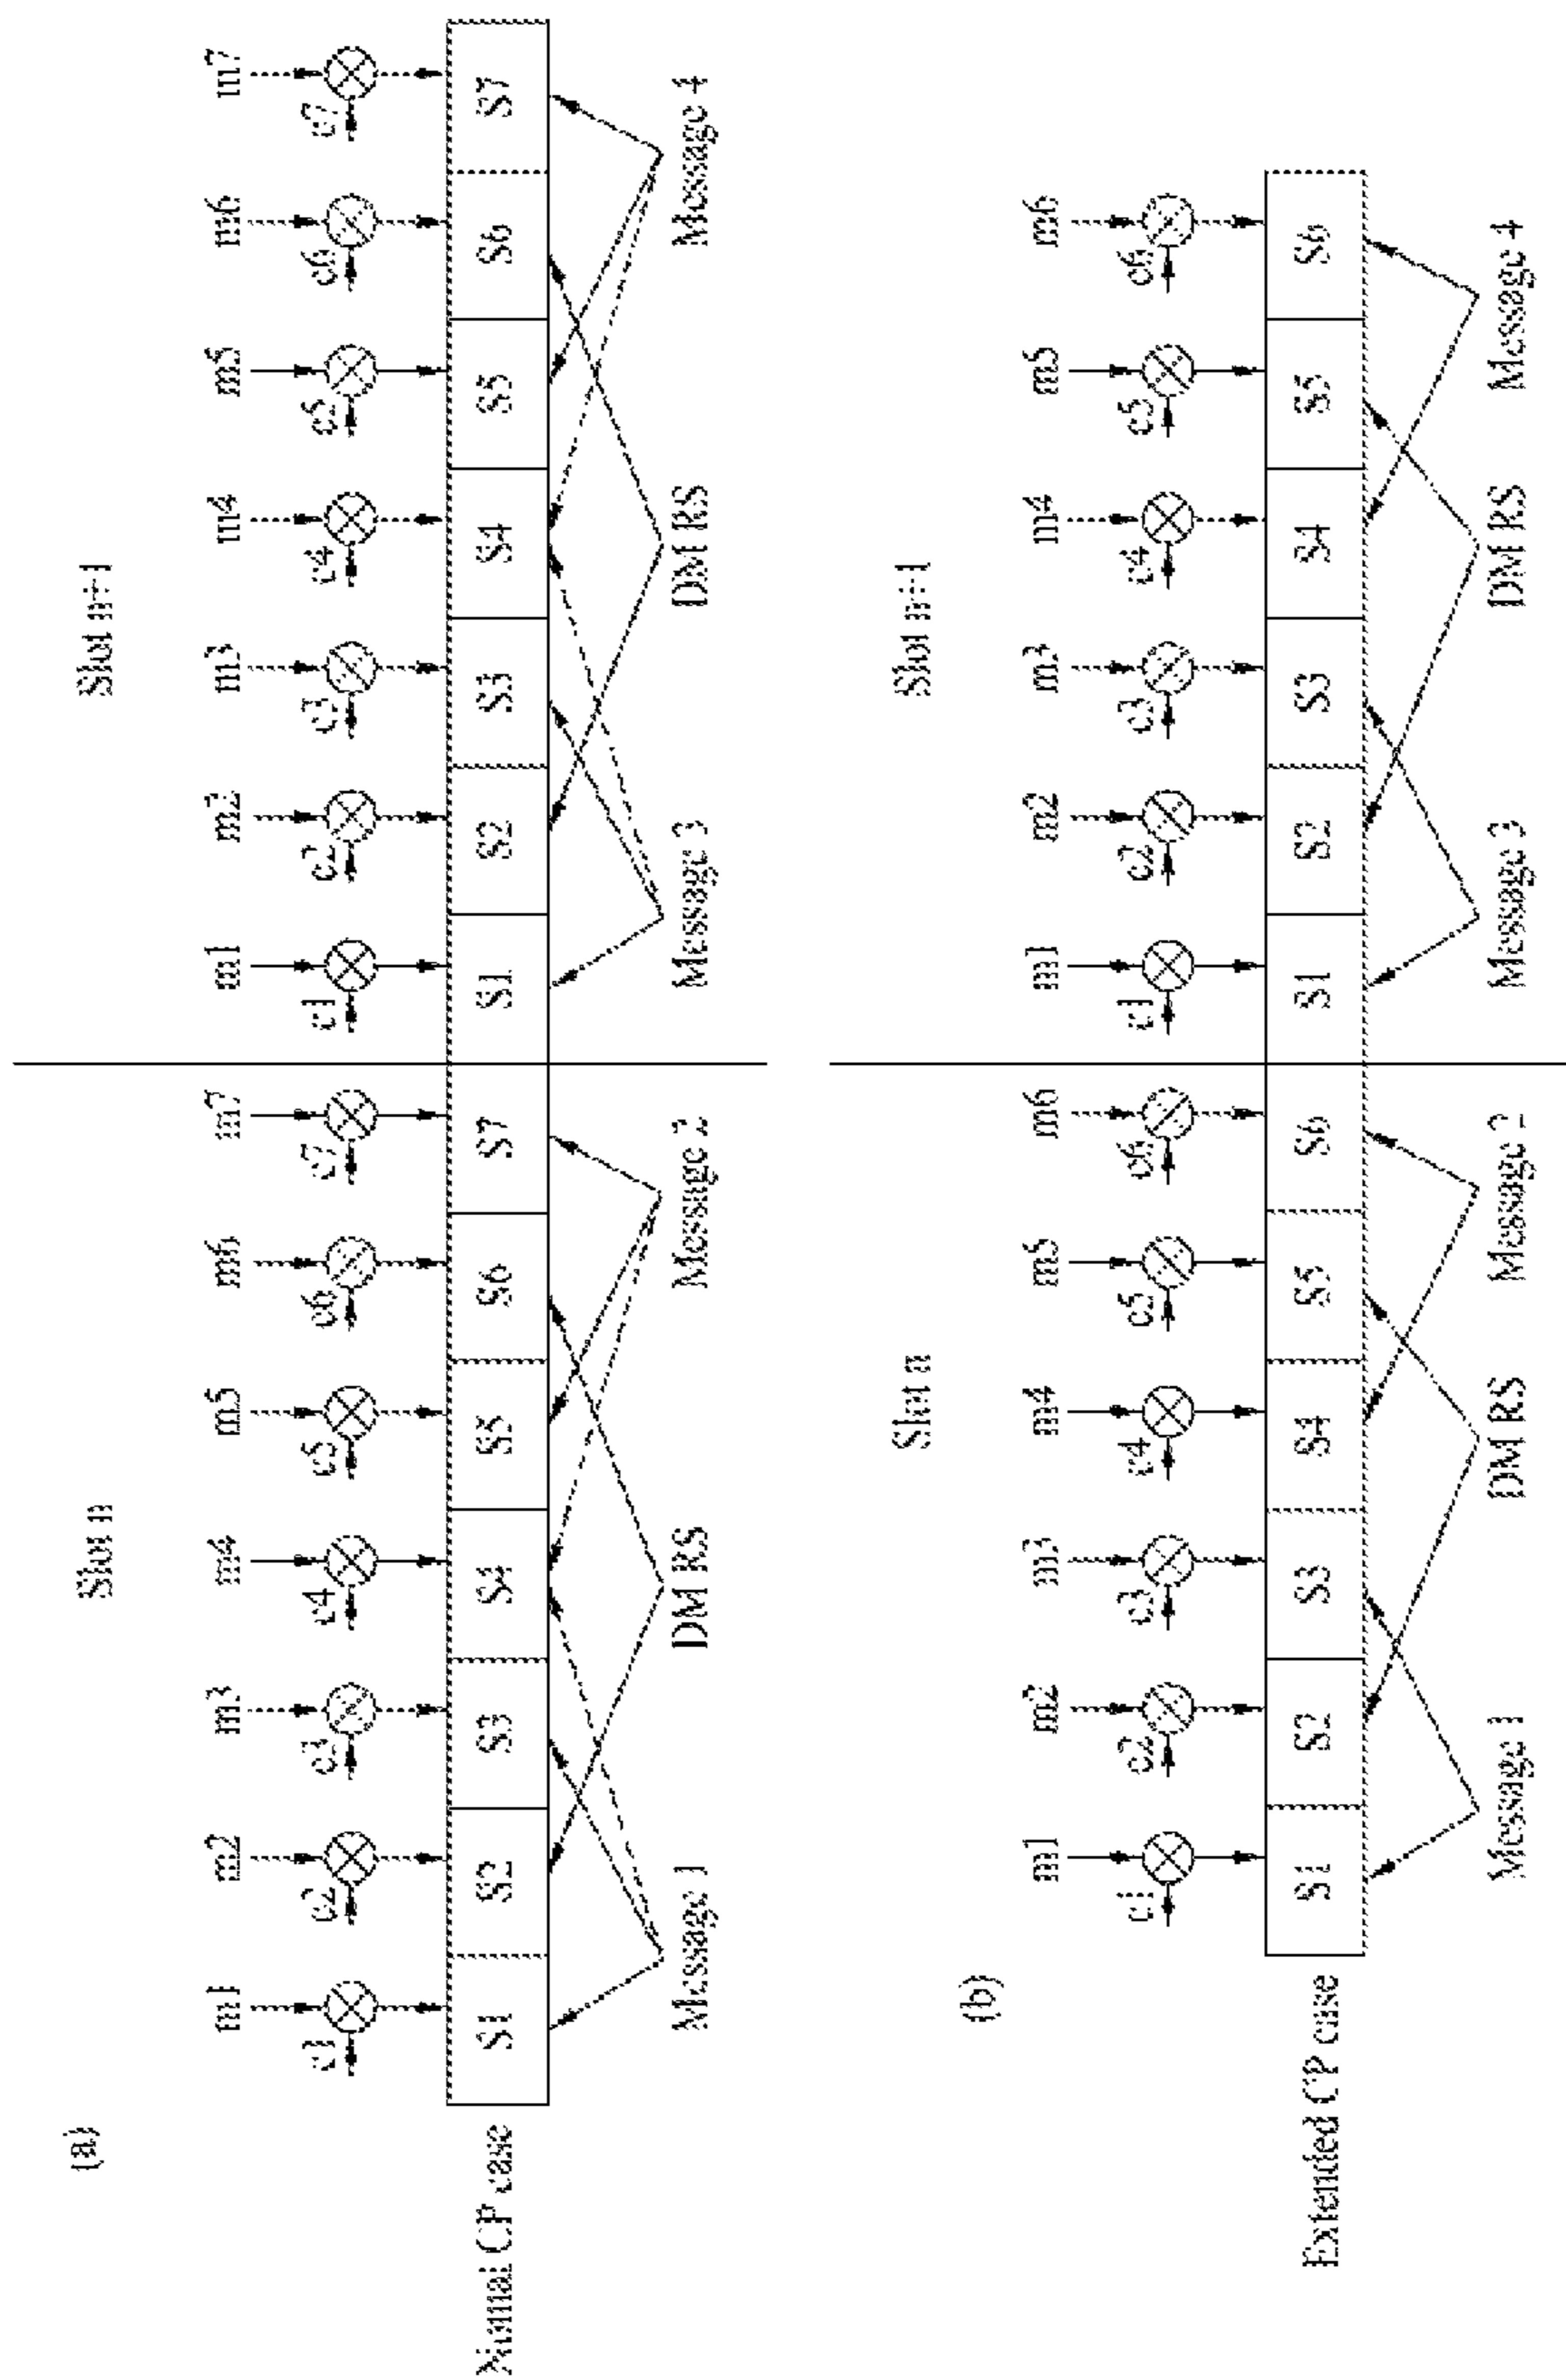 (a)
Slot n
Slot n+1
m1 m2 m3 m4 m5 m6 m7 m1 m2 m3 m4 m5 m6 m7
c1 c2 c3 c4 c5 c6 c7 c1 c2 c3 c4 c5 c6 c7
Normal CP case
S1 S2 S3 S4 S5 S6 S7 S1 S2 S3 S4 S5 S6 S7
Message 1 DM RS Message 2 Message 3 DM RS Message 4
(b)
Slot n
Slot n+1
m1 m2 m3 m4 m5 m6 m1 m2 m3 m4 m5 m6
c1 c2 c3 c4 c5 c6 c1 c2 c3 c4 c5 c6
Extended CP case
S1 S2 S3 S4 S5 S6 S1 S2 S3 S4 S5 S6
Message 1 DM RS Message 2 Message 3 DM RS Message 4